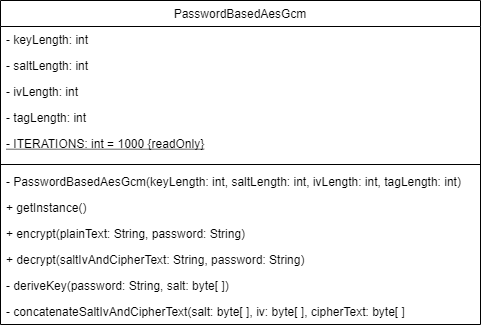 PasswordBasedAesGcm
- keyLength: int
- saltLength: int
- ivLength: int
- tagLength: int
- ITERATIONS: int = 1000 {readOnly}
- PasswordBasedAesGcm(keyLength: int, saltLength: int, ivLength: int, tagLength: int)
+ getInstance()
+ encrypt(plainText: String, password: String)
+ decrypt(saltIvAndCipherText: String, password: String)
- deriveKey(password: String, salt: byte[ ])
- concatenateSaltIvAndCipherText(salt: byte[ ], iv: byte[ ], cipherText: byte[ ]